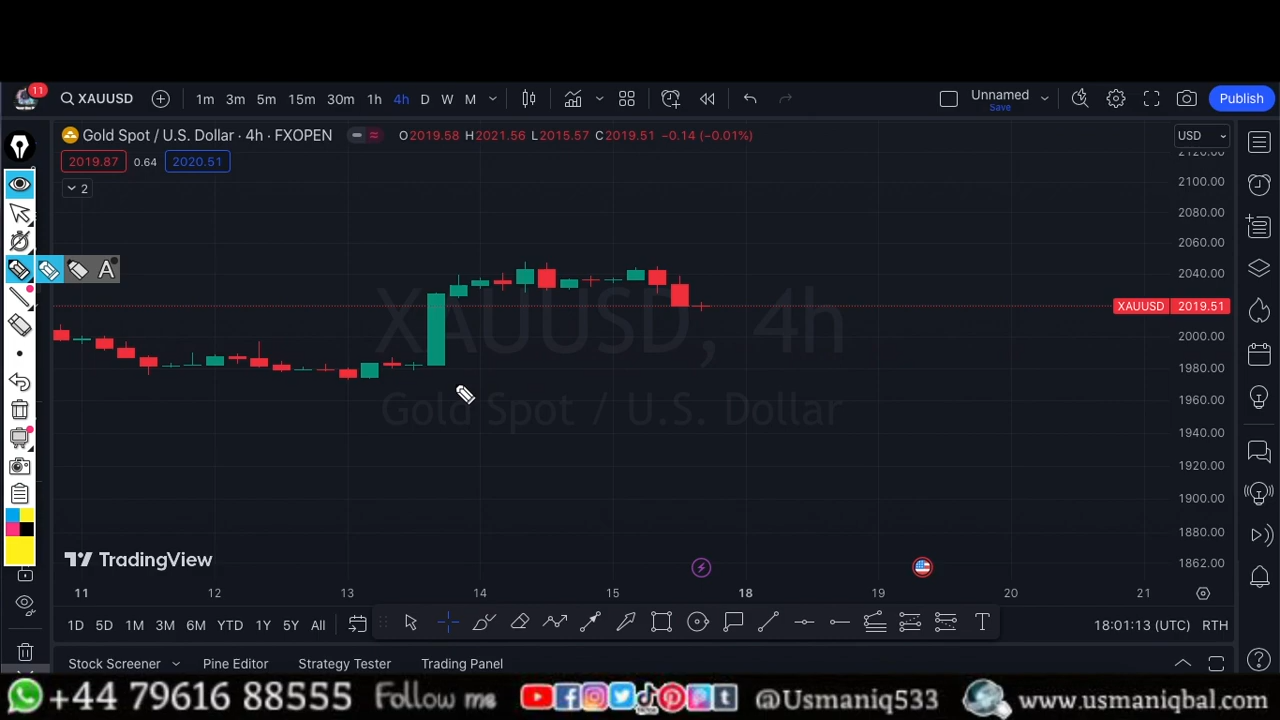 11 XAUUSD 1m 3m 5m 15m 30m 1h 4h D W M Unnamed Save Publish
Gold Spot / U.S. Dollar · 4h · FXOPEN O2019.58 H2021.56 L2015.57 C2019.51 −0.14 (−0.01%) USD
2019.87 0.64 2020.51
2
A
XAUUSD, 4h
Gold Spot / U.S. Dollar
2120.00
2100.00
2080.00
2060.00
2040.00
XAUUSD 2019.51
2000.00
1980.00
1960.00
1940.00
1920.00
1900.00
1880.00
1862.00
TradingView
11 12 13 14 15 18 19 20 21
1D 5D 1M 3M 6M YTD 1Y 5Y All T 18:01:13 (UTC) RTH
Stock Screener Pine Editor Strategy Tester Trading Panel
+44 79616 88555 Follow me @Usmaniq533 www.usmaniqbal.com